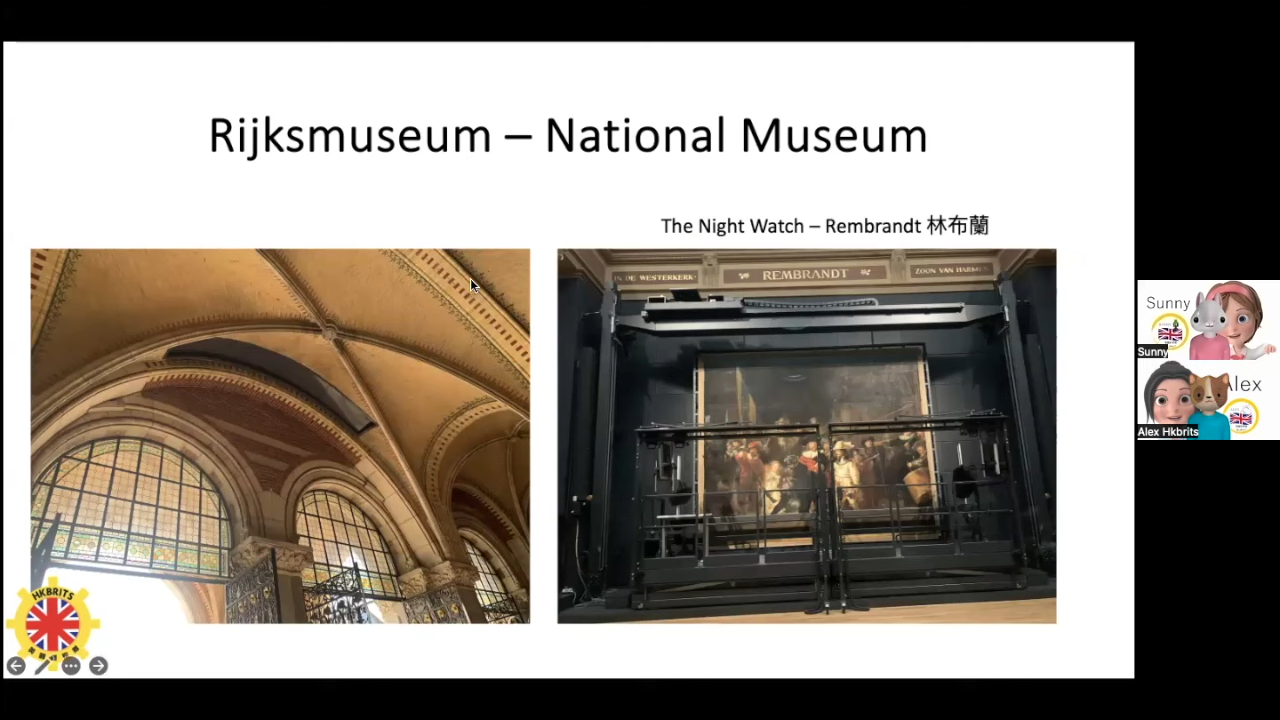 Rijksmuseum – National Museum
The Night Watch – Rembrandt 林布蘭
IN DE WESTERKERK·
REMBRANDT
ZOON VAN HARMEN
HKBRITS
Sunny
Sunny
Alex
Alex Hkbrits